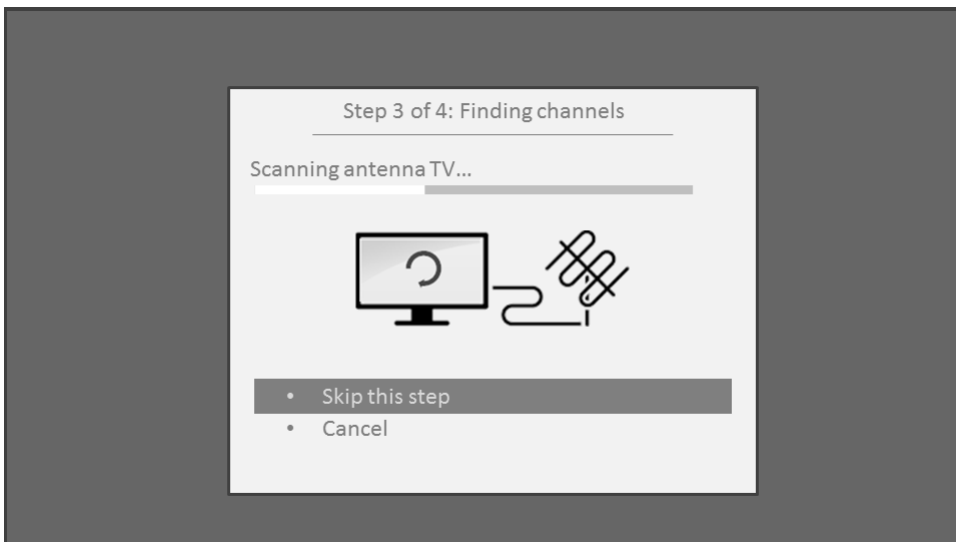 Step 3 of 4: Finding channels
Scanning antenna TV...
• Skip this step
• Cancel